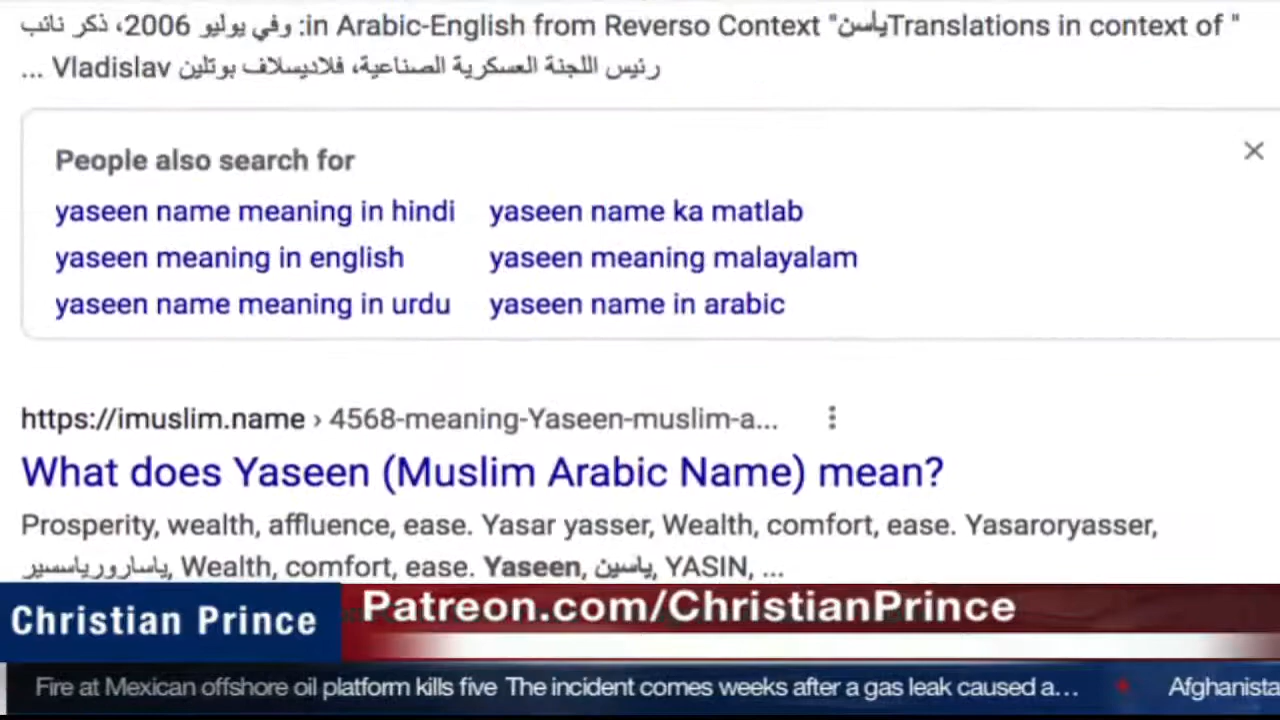 in Arabic-English from Reverso Context "يأسن" Translations in context of: وفي يوليو 2006، ذكر نائب
رئيس اللجنة العسكرية الصناعية، فلاديسلاف بوتلين Vladislav ...
People also search for
yaseen name meaning in hindi
yaseen name ka matlab
yaseen meaning in english
yaseen meaning malayalam
yaseen name meaning in urdu
yaseen name in arabic
https://imuslim.name › 4568-meaning-Yaseen-muslim-a...
What does Yaseen (Muslim Arabic Name) mean?
Prosperity, wealth, affluence, ease. Yasar yasser, Wealth, comfort, ease. Yasaroryasser,
ياسارورياسسير, Wealth, comfort, ease. Yaseen, ياسين, YASIN, ...
Christian Prince
Patreon.com/ChristianPrince
Fire at Mexican offshore oil platform kills five The incident comes weeks after a gas leak caused a...
Afghanista